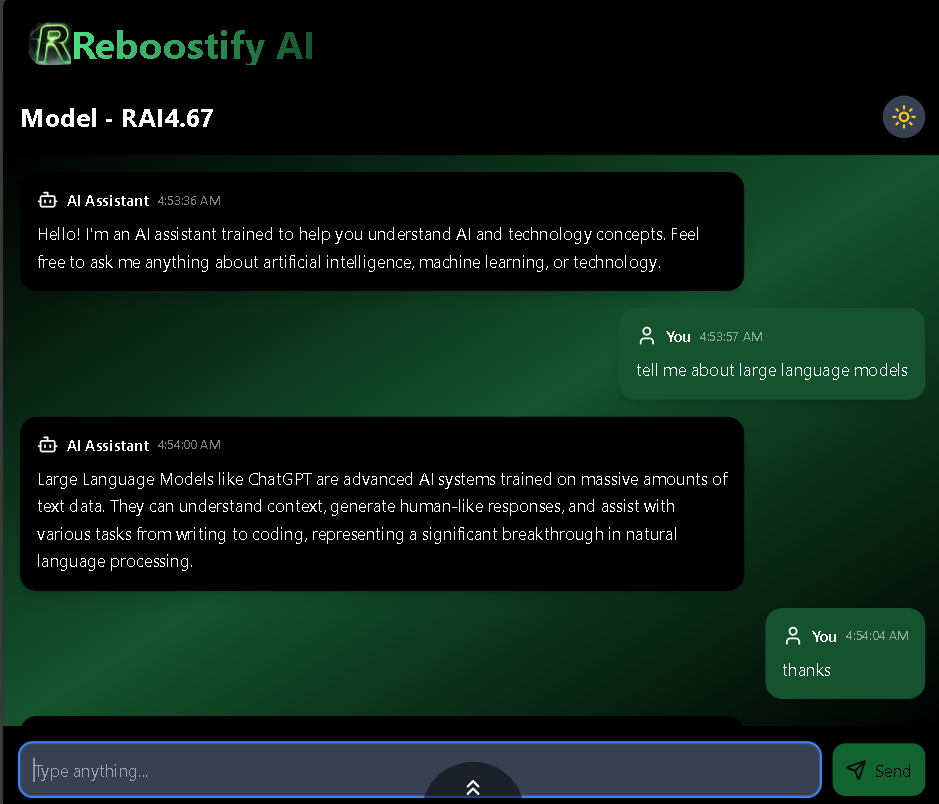 Reboostify AI
Model - RAI4.67
AI Assistant 4:53:36 AM
Hello! I'm an AI assistant trained to help you understand AI and technology concepts. Feel
free to ask me anything about artificial intelligence, machine learning, or technology.
You 4:53:57 AM
tell me about large language models
AI Assistant 4:54:00 AM
Large Language Models like ChatGPT are advanced AI systems trained on massive amounts of
text data. They can understand context, generate human-like responses, and assist with
various tasks from writing to coding, representing a significant breakthrough in natural
language processing.
You 4:54:04 AM
thanks
Type anything...
Send